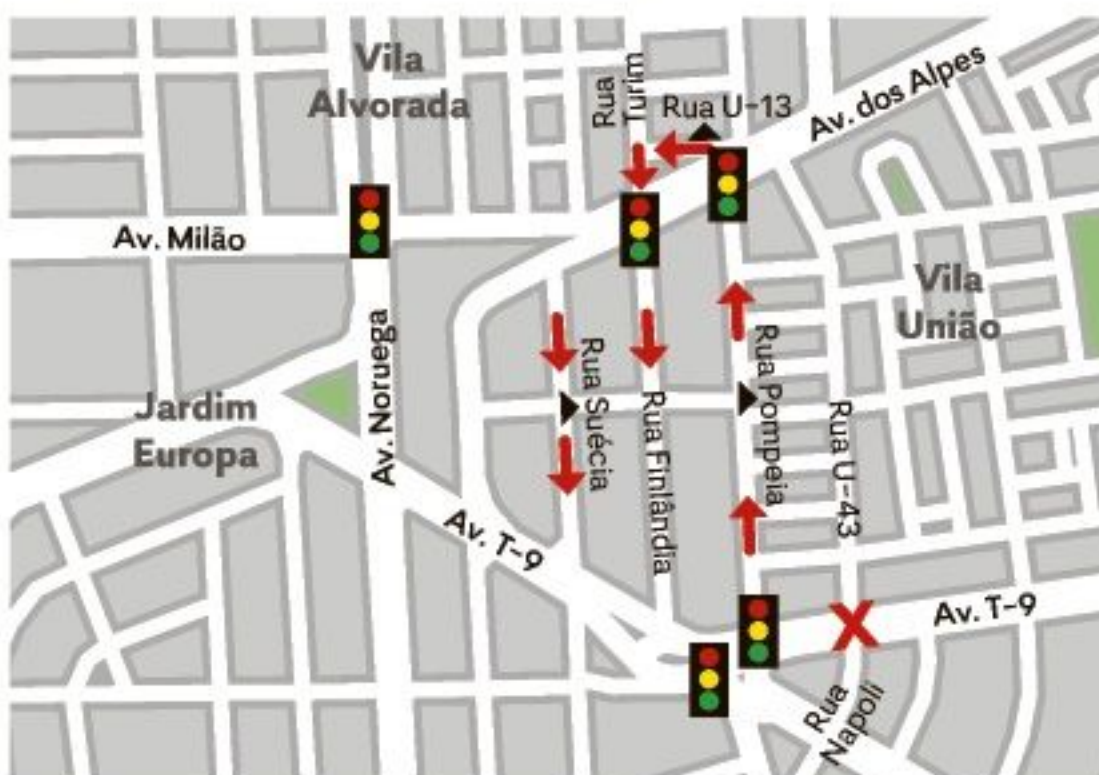 Vila
Alvorada
Rua
Turim
Rua U-13
Av. dos Alpes
Av. Milão
Vila
União
Av. Noruega
Jardim
Europa
Rua Suécia
Rua Finlândia
Rua Pompeia
Rua U-43
Av. T-9
Av. T-9
X
Rua
Napoli